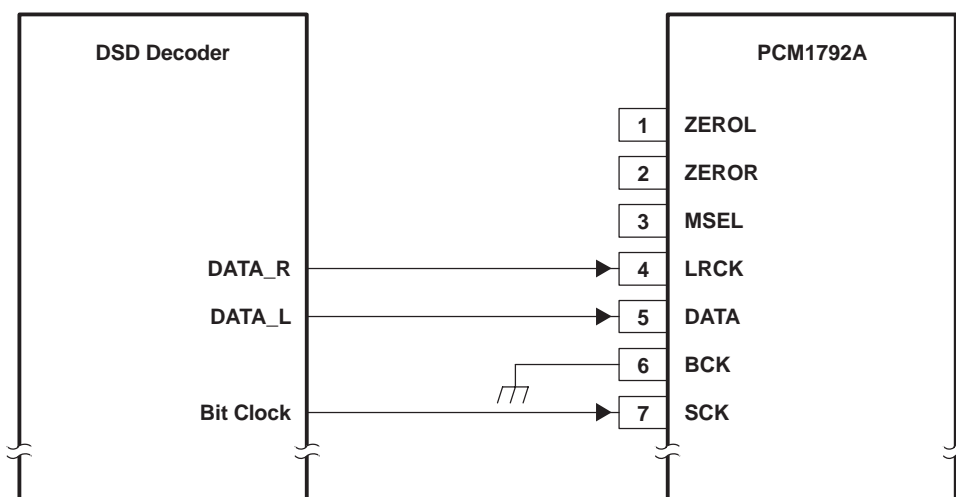 DSD Decoder
PCM1792A
1 ZEROL
2 ZEROR
3 MSEL
DATA_R 4 LRCK
DATA_L 5 DATA
6 BCK
Bit Clock 7 SCK